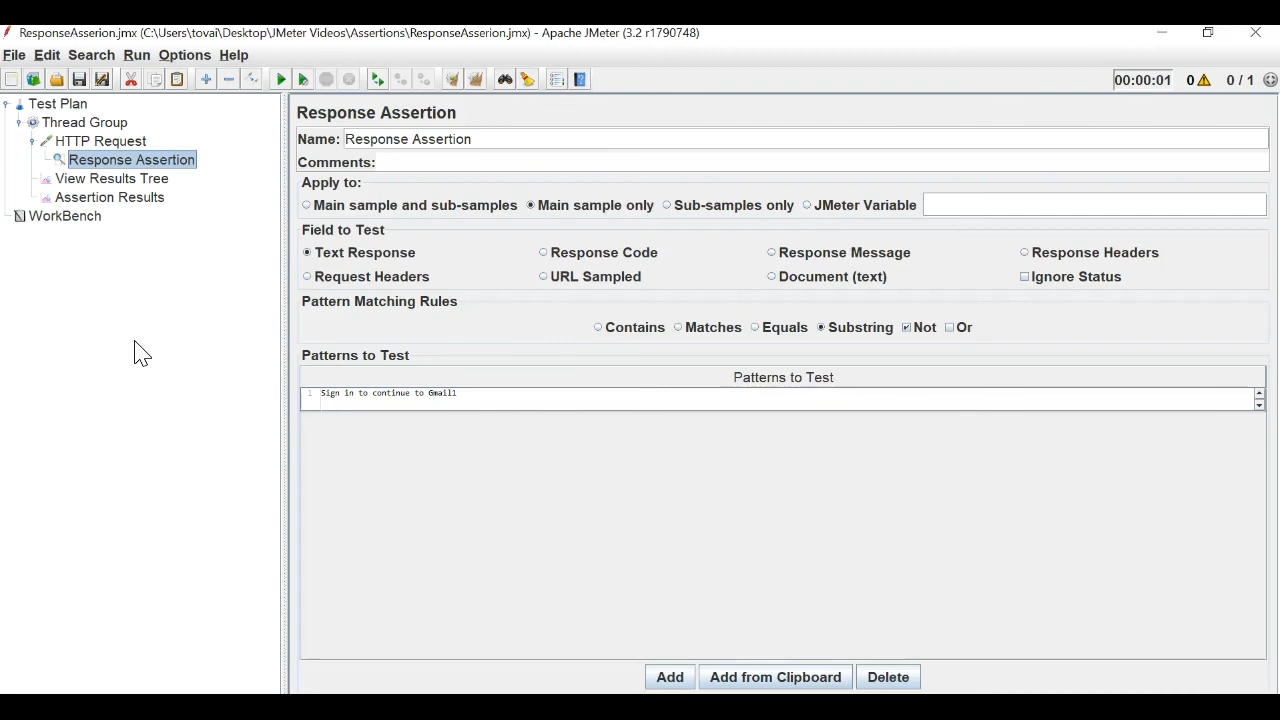 ResponseAsserion.jmx (C:\Users\tovai\Desktop\JMeter Videos\Assertions\ResponseAsserion.jmx) - Apache JMeter (3.2 r1790748)
File Edit Search Run Options Help
00:00:01 0 0 / 1
Test Plan
Thread Group
HTTP Request
Response Assertion
View Results Tree
Assertion Results
WorkBench
Response Assertion
Name: Response Assertion
Comments:
Apply to:
Main sample and sub-samples Main sample only Sub-samples only JMeter Variable
Field to Test
Text Response Response Code Response Message Response Headers
Request Headers URL Sampled Document (text) Ignore Status
Pattern Matching Rules
Contains Matches Equals Substring Not Or
Patterns to Test
Patterns to Test
1 Sign in to continue to Gmail1
Add Add from Clipboard Delete